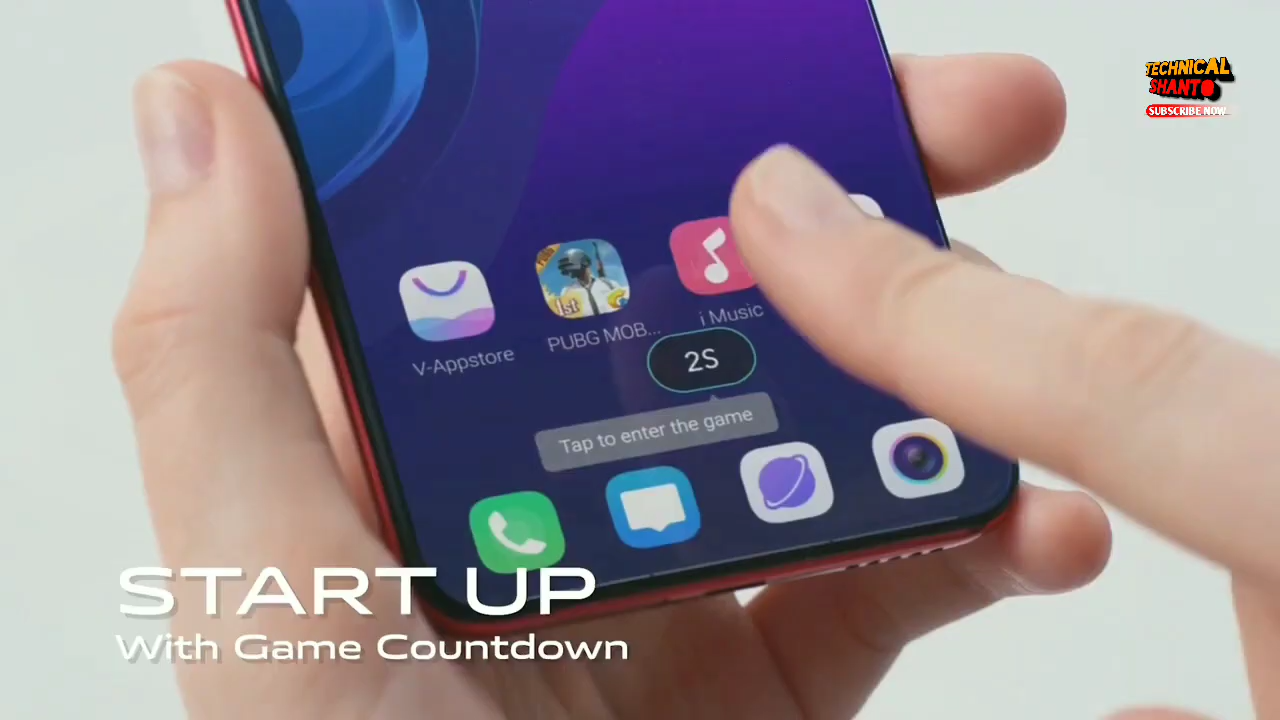 TECHNICAL
SHANTO
SUBSCRIBE NOW
1st
V-Appstore
PUBG MOB...
i Music
2S
Tap to enter the game
START UP
With Game Countdown